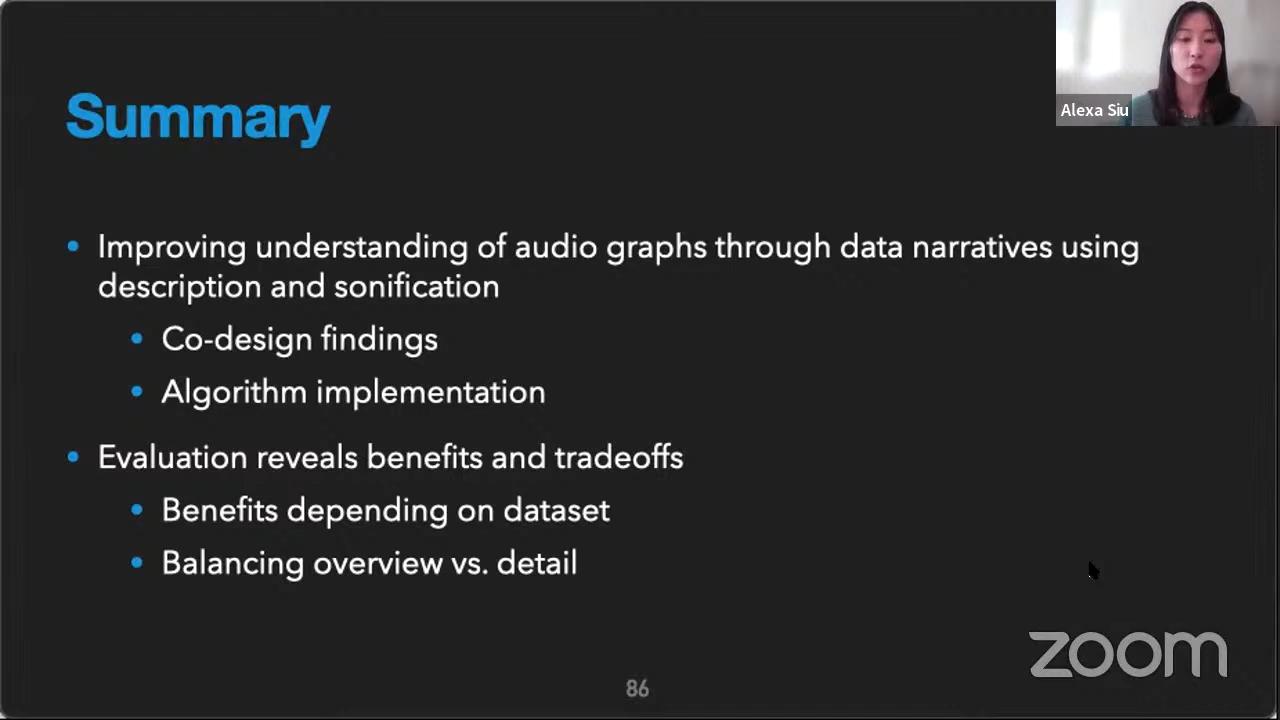 Alexa Siu
Summary
• Improving understanding of audio graphs through data narratives using
description and sonification
• Co-design findings
• Algorithm implementation
• Evaluation reveals benefits and tradeoffs
• Benefits depending on dataset
• Balancing overview vs. detail
zoom
86